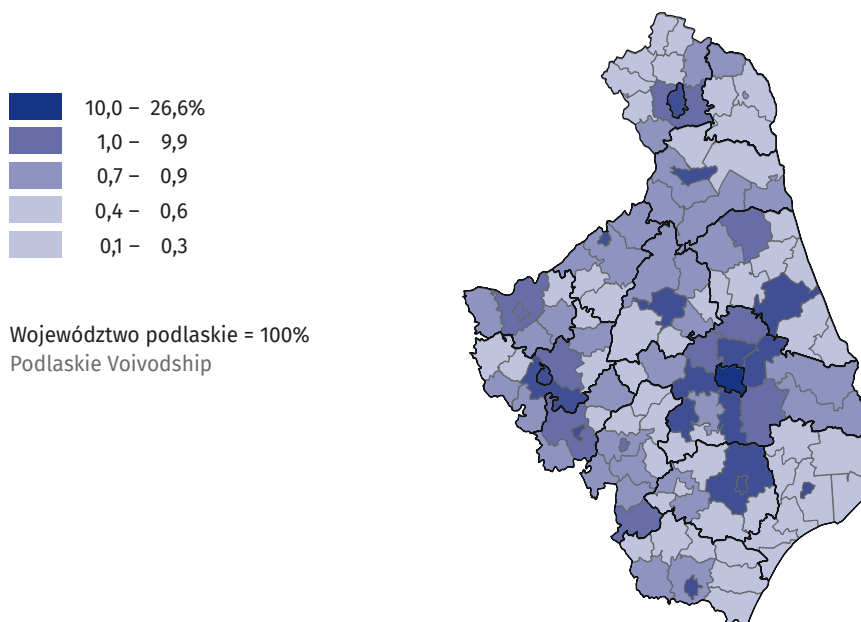 10,0 – 26,6%
1,0 – 9,9
0,7 – 0,9
0,4 – 0,6
0,1 – 0,3
Województwo podlaskie = 100%
Podlaskie Voivodship